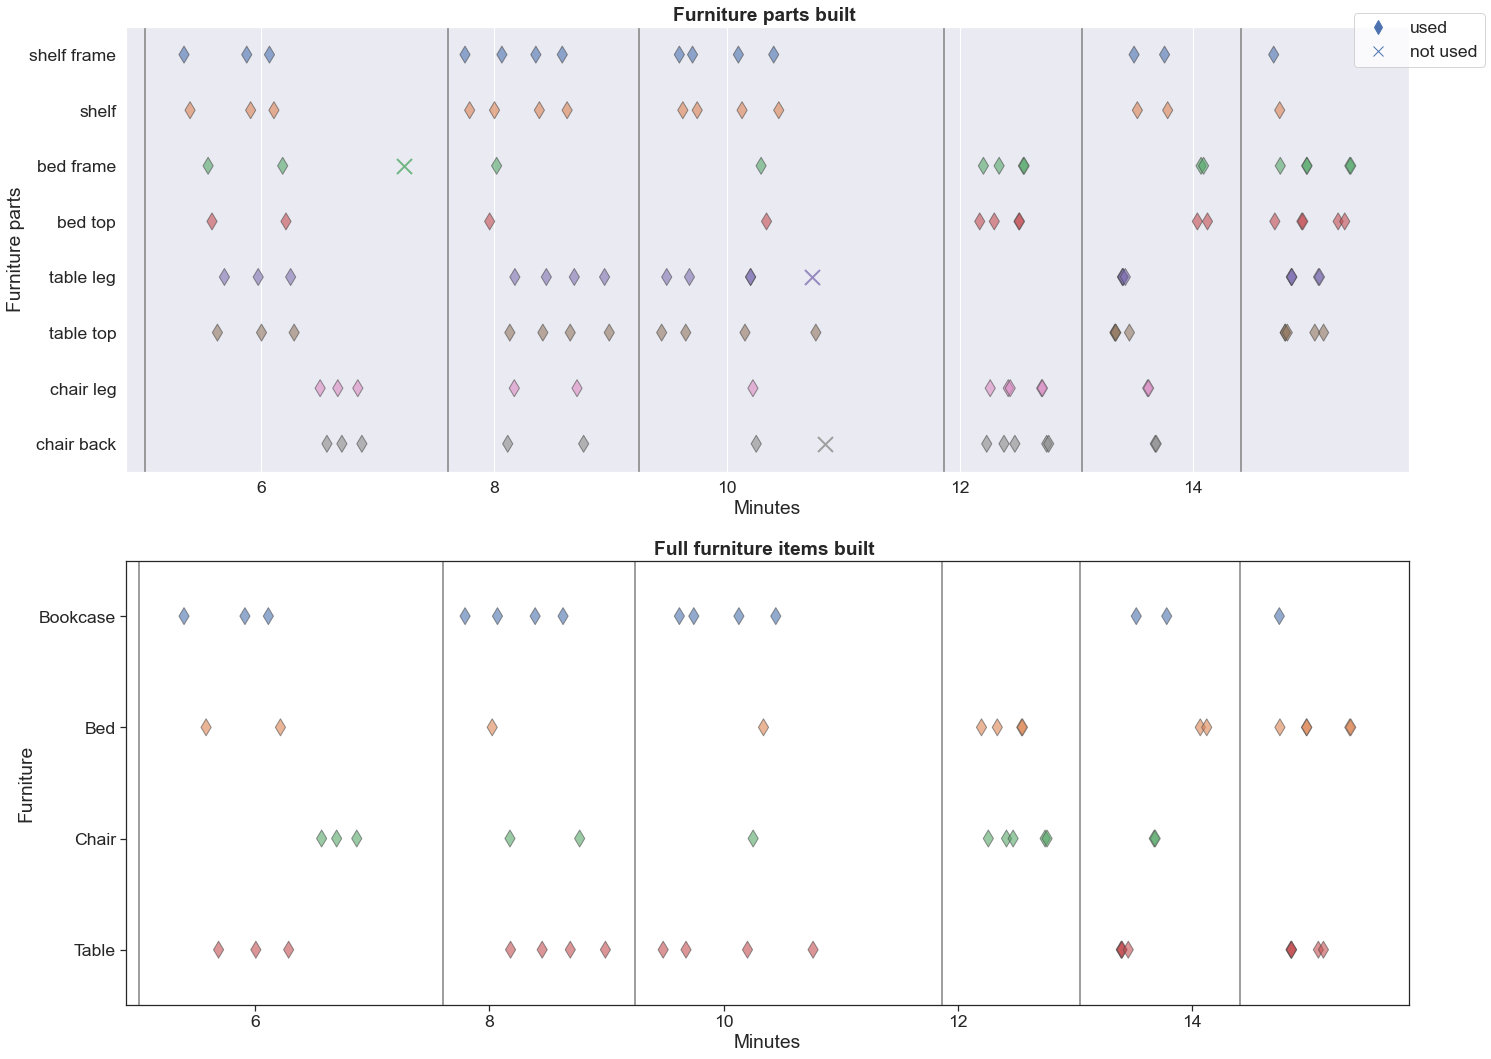 Furniture parts built
used
not used
shelf frame
shelf
bed frame
bed top
table leg
table top
chair leg
chair back
Furniture parts
6 8 10 12 14
Minutes
Full furniture items built
Bookcase
Bed
Chair
Table
Furniture
6 8 10 12 14
Minutes